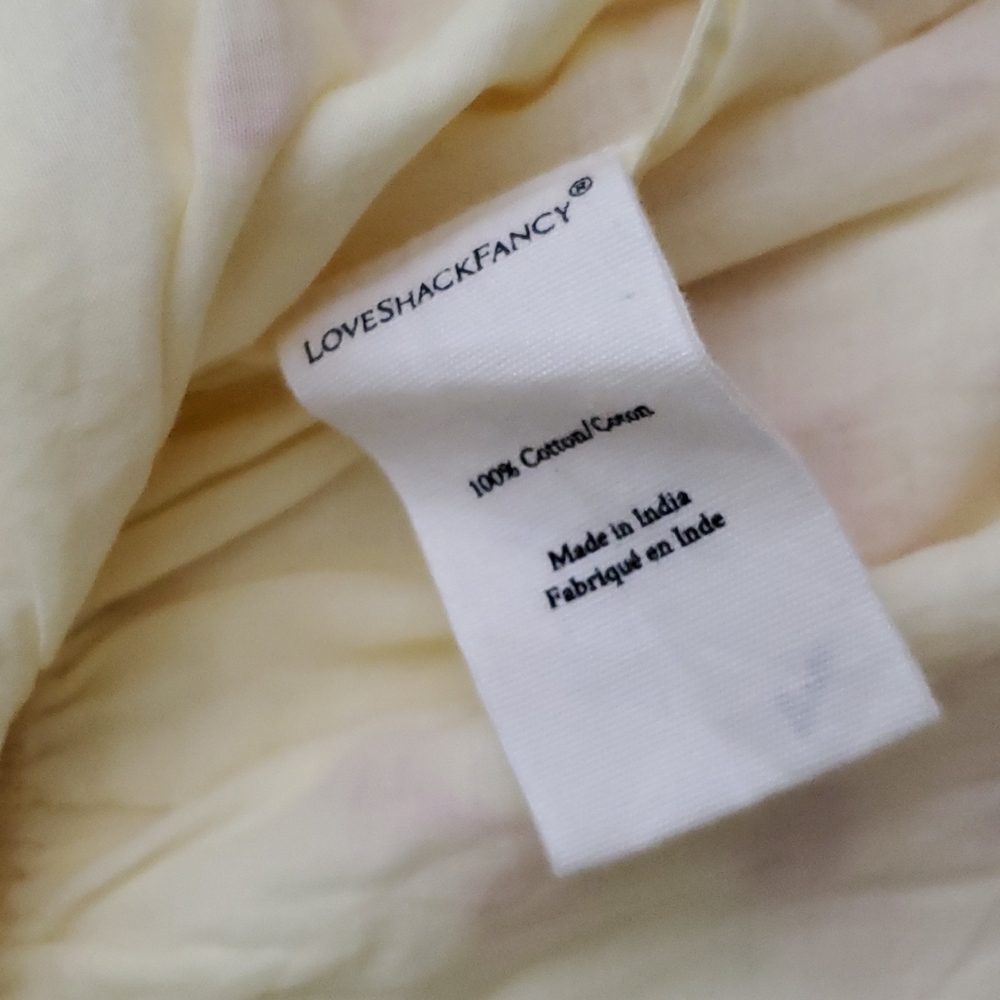 LOVESHACKFANCY®
100% Cotton/Coton
Made in India
Fabriqué en Inde